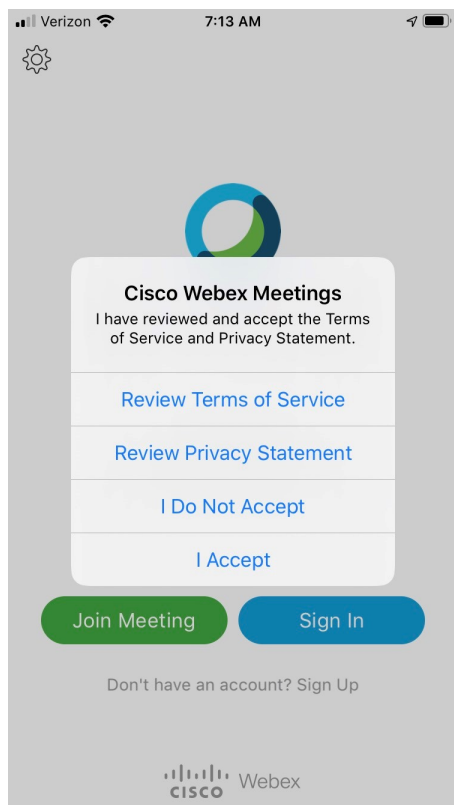 Verizon
7:13 AM
Cisco Webex Meetings
I have reviewed and accept the Terms
of Service and Privacy Statement.
Review Terms of Service
Review Privacy Statement
I Do Not Accept
I Accept
Join Meeting
Sign In
Don't have an account? Sign Up
CISCO Webex